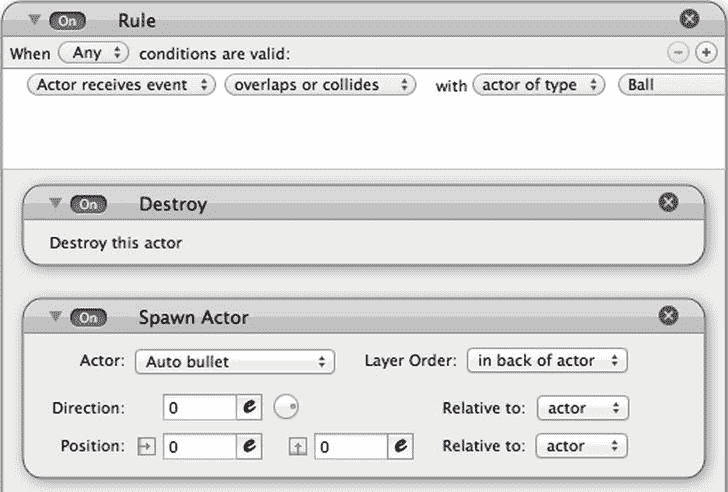 On Rule
When Any conditions are valid:
Actor receives event overlaps or collides with actor of type Ball
On Destroy
Destroy this actor
On Spawn Actor
Actor: Auto bullet Layer Order: in back of actor
Direction: 0 e Relative to: actor
Position: 0 e 0 e Relative to: actor